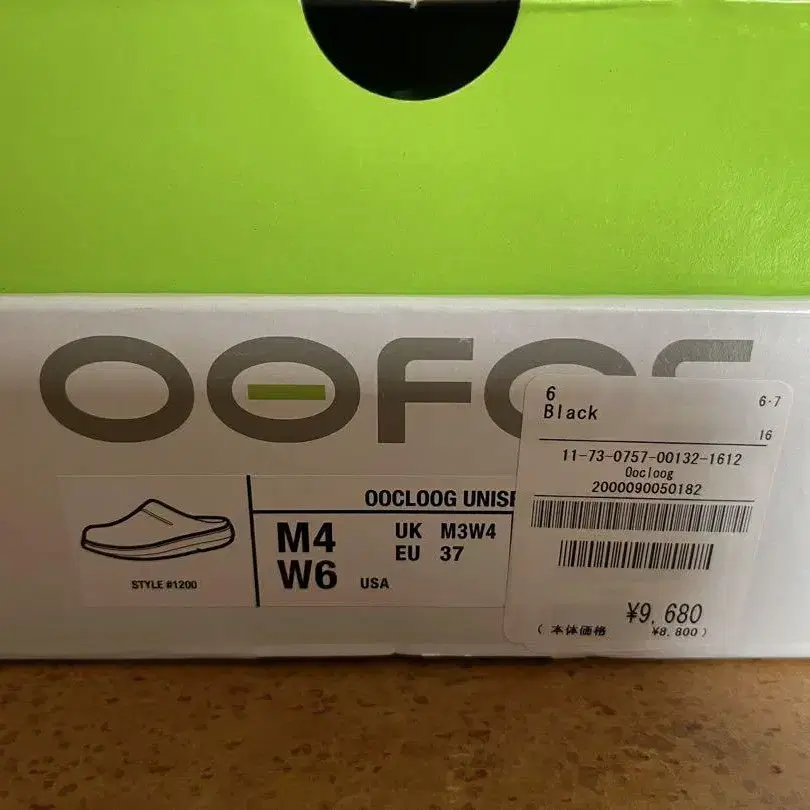 OOFOS
STYLE #1200
OOCLOOG UNIS
M4
W6
USA
UK M3W4
EU 37
6
Black
6-7
16
11-73-0757-00132-1612
Oocloog
2000090050182
¥9,680
(本体価格 ¥8,800)